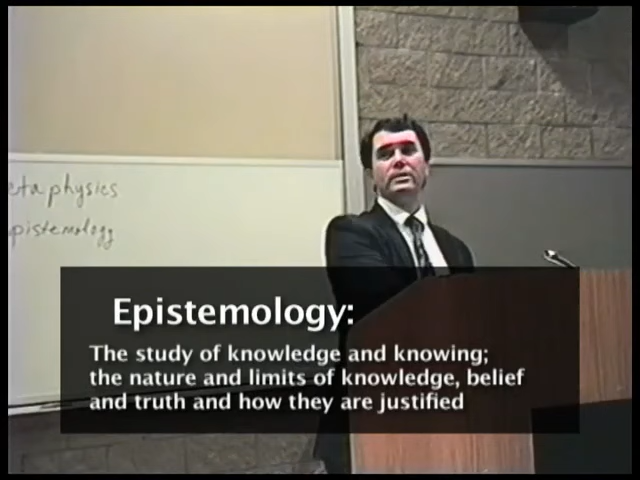 etaphysics
pistemology
Epistemology:
The study of knowledge and knowing;
the nature and limits of knowledge, belief
and truth and how they are justified